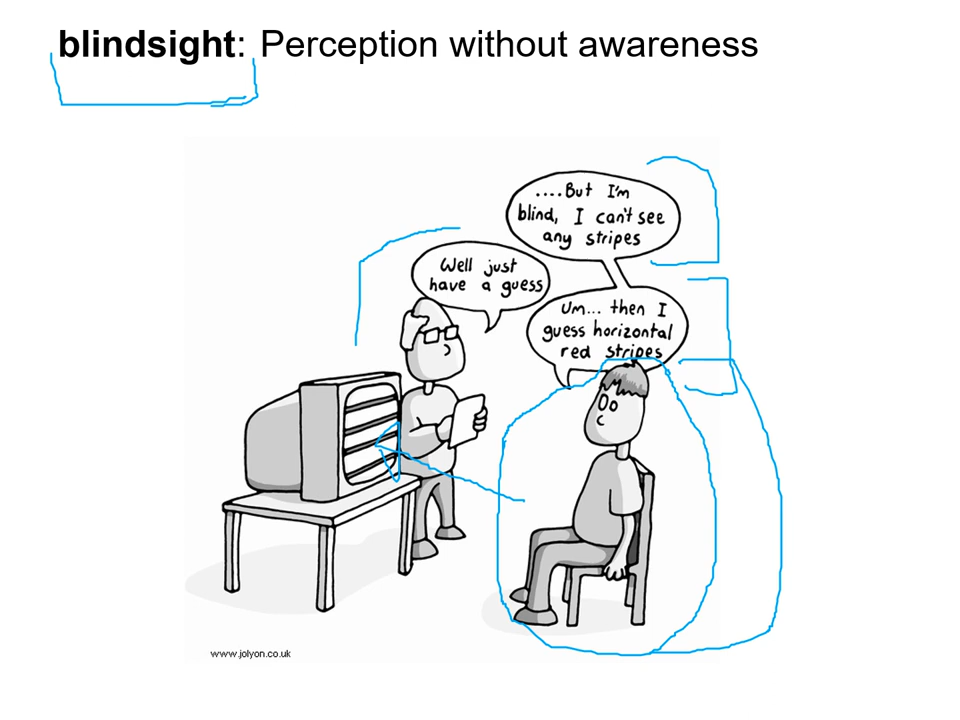 blindsight: Perception without awareness
....But I'm
blind, I can't see
any stripes
Well just
have a guess
Um... then I
guess horizontal
red stripes
www.jolyon.co.uk